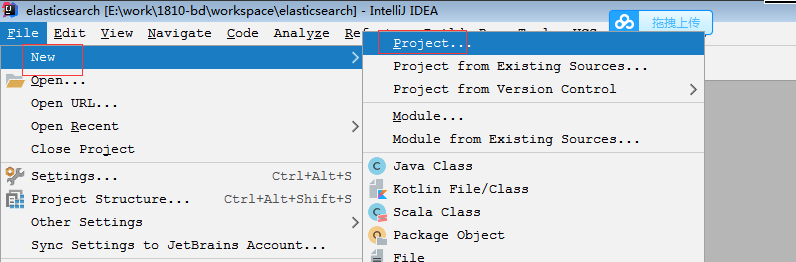 elasticsearch [E:\work\1810-bd\workspace\elasticsearch] - IntelliJ IDEA
File Edit View Navigate Code Analyze
拖拽上传
New
Open...
Open URL...
Open Recent
Close Project
Settings... Ctrl+Alt+S
Project Structure... Ctrl+Alt+Shift+S
Other Settings
Sync Settings to JetBrains Account...
Project...
Project from Existing Sources...
Project from Version Control
Module...
Module from Existing Sources...
Java Class
Kotlin File/Class
Scala Class
Package Object
File